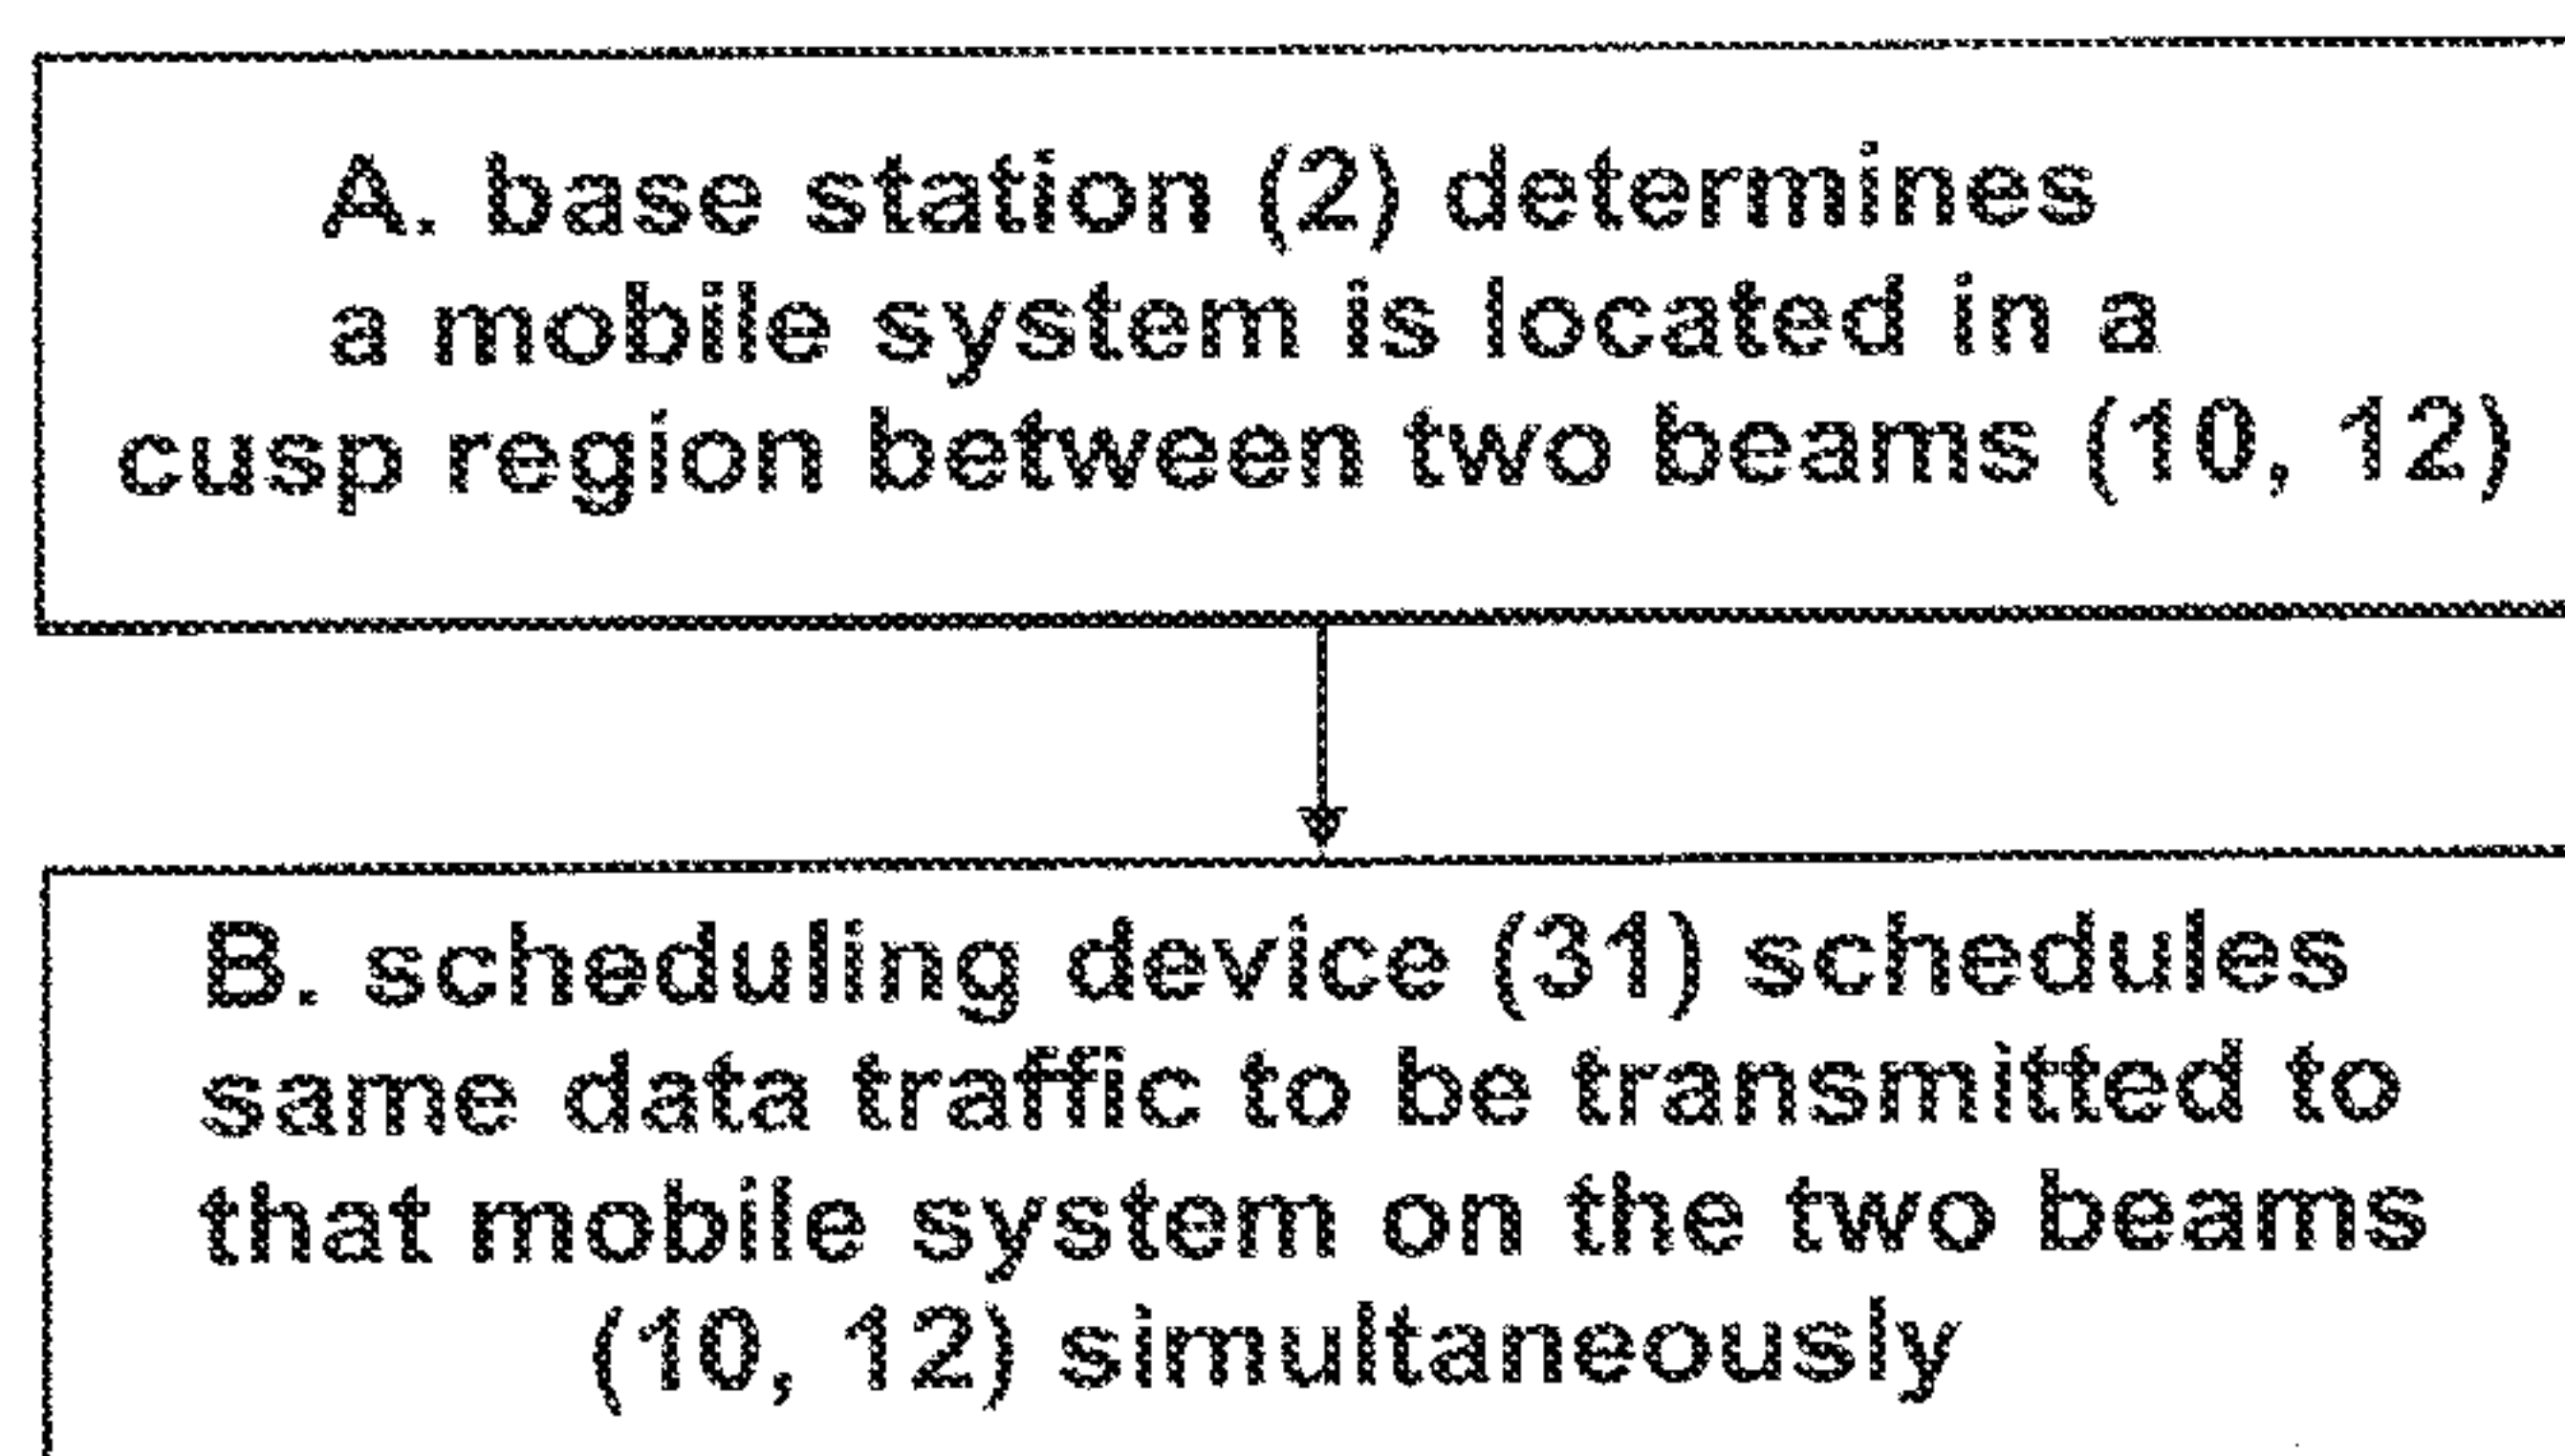 A. base station (2) determines
a mobile system is located in a
cusp region between two beams (10, 12)
B. scheduling device (31) schedules
same data traffic to be transmitted to
that mobile system on the two beams
(10, 12) simultaneously